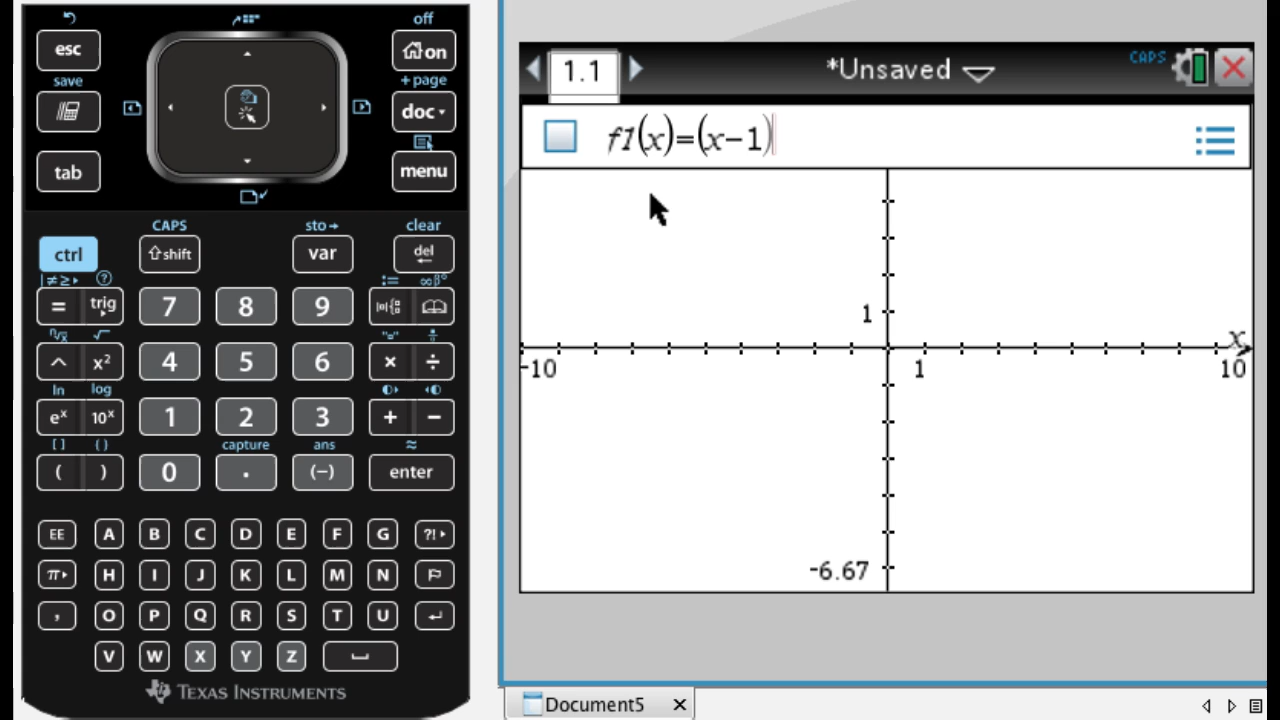 esc
save
tab
off
on
+ page
doc
menu
CAPS
sto→
clear
ctrl
⇧shift
var
del
|≠≥▸
?
:=
∞β°
=
trig
7
8
9
ⁿ√x
√
"≈"
^
x²
4
5
6
×
÷
ln
log
eˣ
10ˣ
1
2
3
+
−
[ ]
{ }
capture
ans
≈
(
)
0
.
(−)
enter
EE
A
B
C
D
E
F
G
?!▸
π▸
H
I
J
K
L
M
N
,
O
P
Q
R
S
T
U
V
W
X
Y
Z
TEXAS INSTRUMENTS
1.1
*Unsaved
CAPS
f1(x)=(x−1)
1
x
-10
1
10
-6.67
Document5